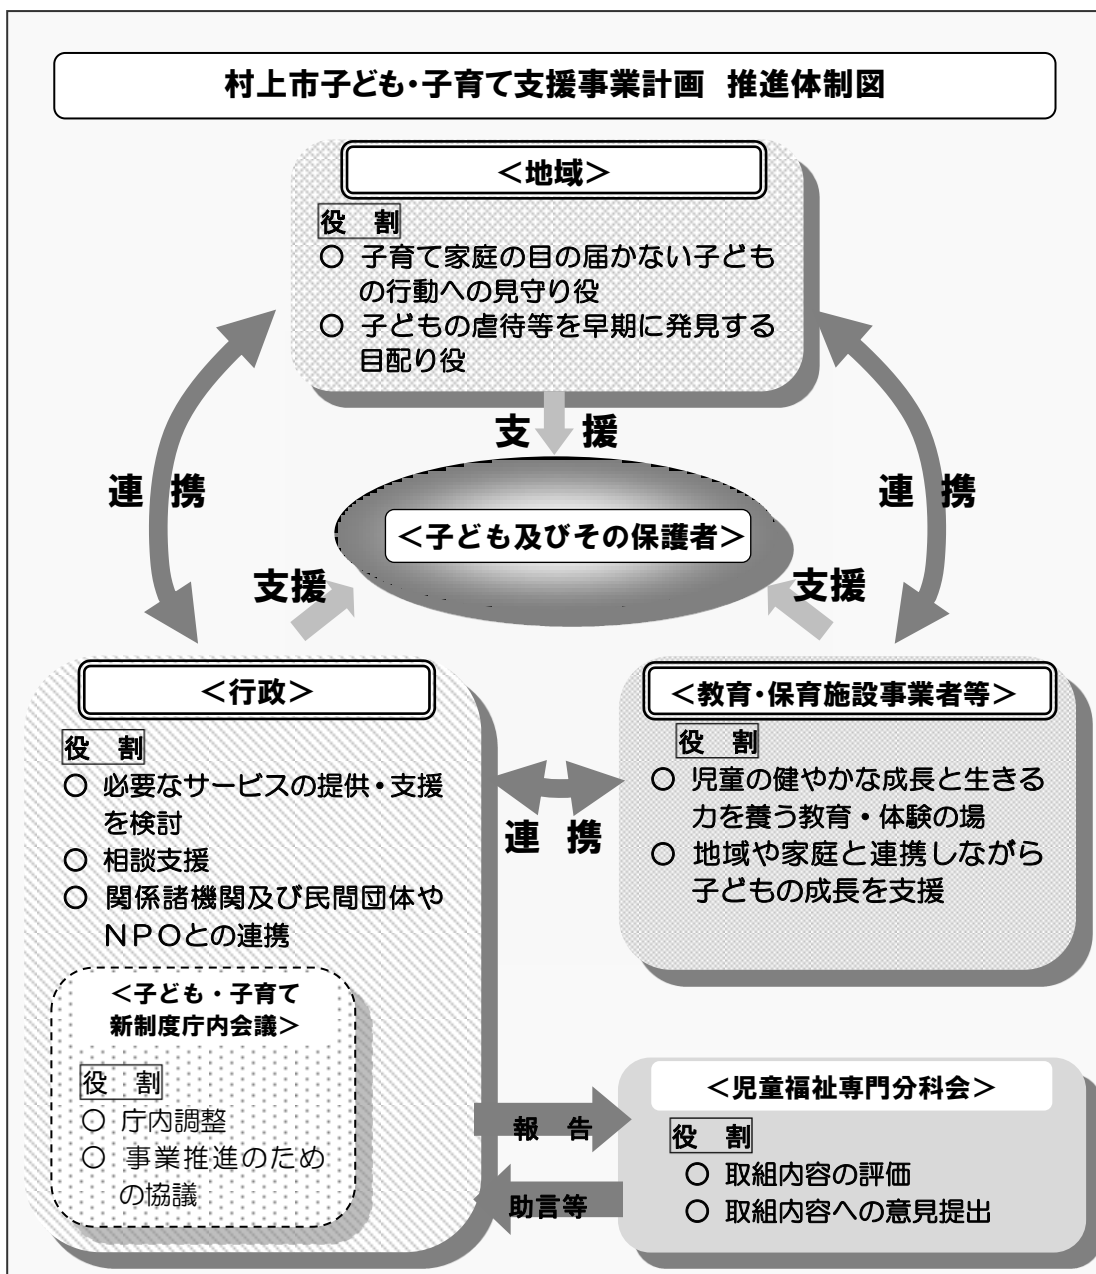 村上市子ども・子育て支援事業計画 推進体制図
＜地域＞
役 割
○ 子育て家庭の目の届かない子ども
の行動への見守り役
○ 子どもの虐待等を早期に発見する
目配り役
支 援
連 携
連 携
＜子ども及びその保護者＞
支援
支援
＜行政＞
役 割
○ 必要なサービスの提供・支援
を検討
○ 相談支援
○ 関係諸機関及び民間団体や
ＮＰＯとの連携
＜教育・保育施設事業者等＞
役 割
○ 児童の健やかな成長と生きる
力を養う教育・体験の場
○ 地域や家庭と連携しながら
子どもの成長を支援
連 携
＜子ども・子育て
新制度庁内会議＞
役 割
○ 庁内調整
○ 事業推進のため
の協議
報 告
助言等
＜児童福祉専門分科会＞
役 割
○ 取組内容の評価
○ 取組内容への意見提出